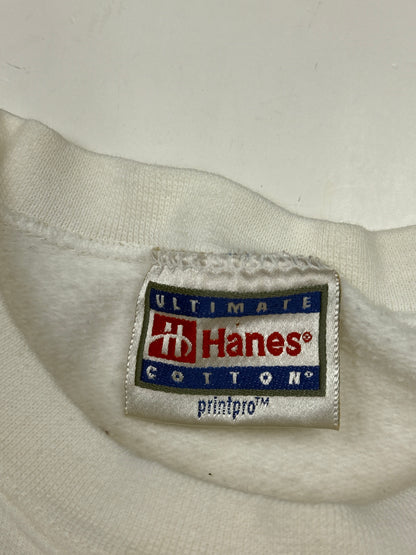 ULTIMATE
H Hanes®
COTTON®
printpro™